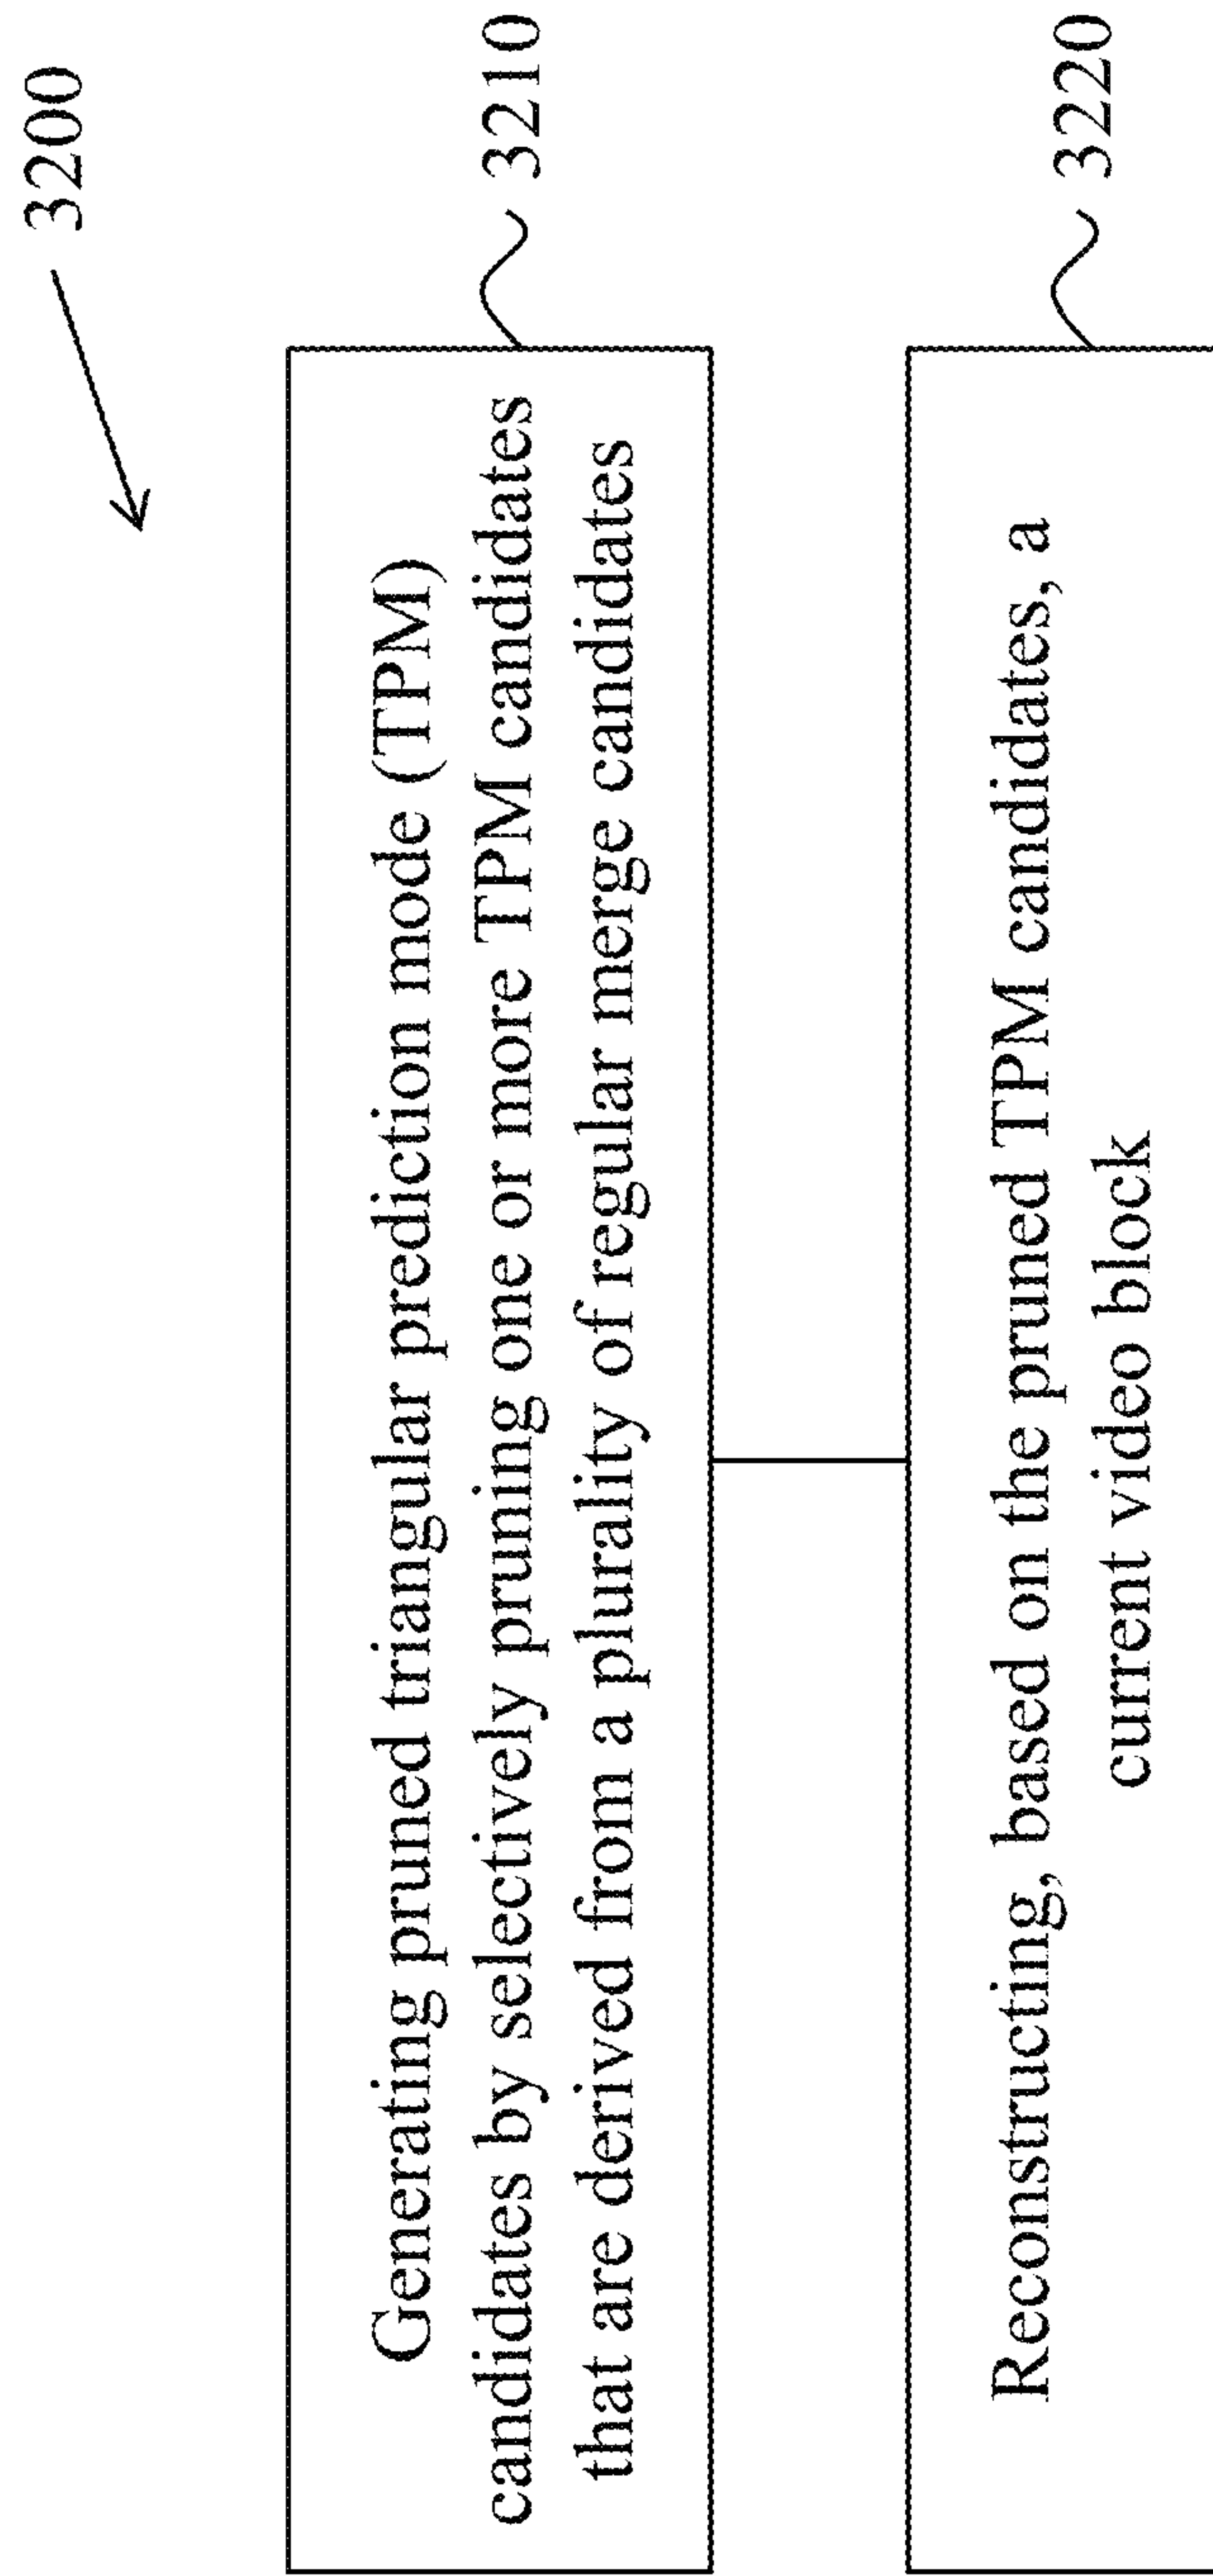 3200
Generating pruned triangular prediction mode (TPM)
candidates by selectively pruning one or more TPM candidates
that are derived from a plurality of regular merge candidates
3210
Reconstructing, based on the pruned TPM candidates, a
current video block
3220